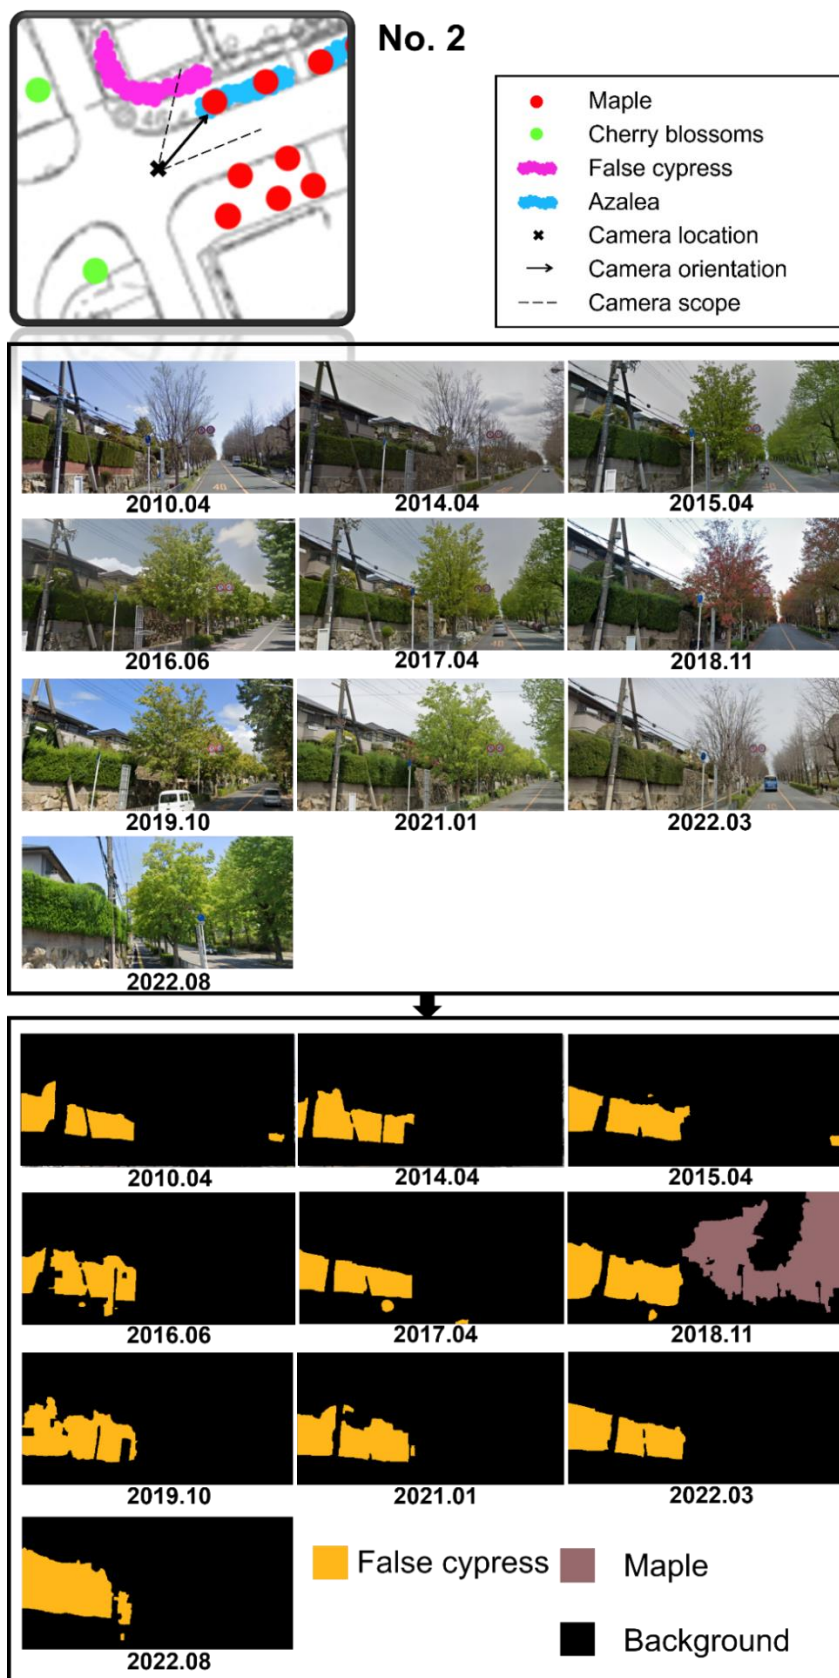 No. 2
Maple
Cherry blossoms
False cypress
Azalea
Camera location
Camera orientation
Camera scope
2010.04
2014.04
2015.04
2016.06
2017.04
2018.11
2019.10
2021.01
2022.03
2022.08
2010.04
2014.04
2015.04
2016.06
2017.04
2018.11
2019.10
2021.01
2022.03
False cypress
Maple
Background
2022.08